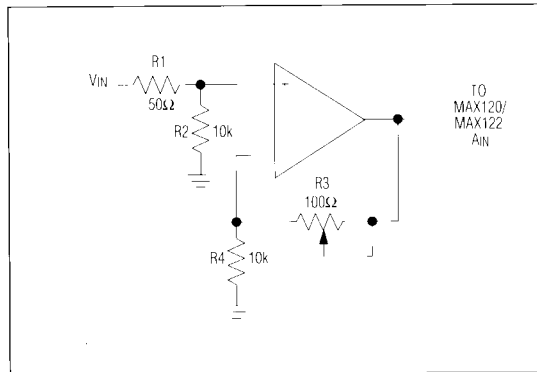 R1
VIN
50Ω
R2
10k
TO
MAX120/
MAX122
AIN
R3
100Ω
R4
10k